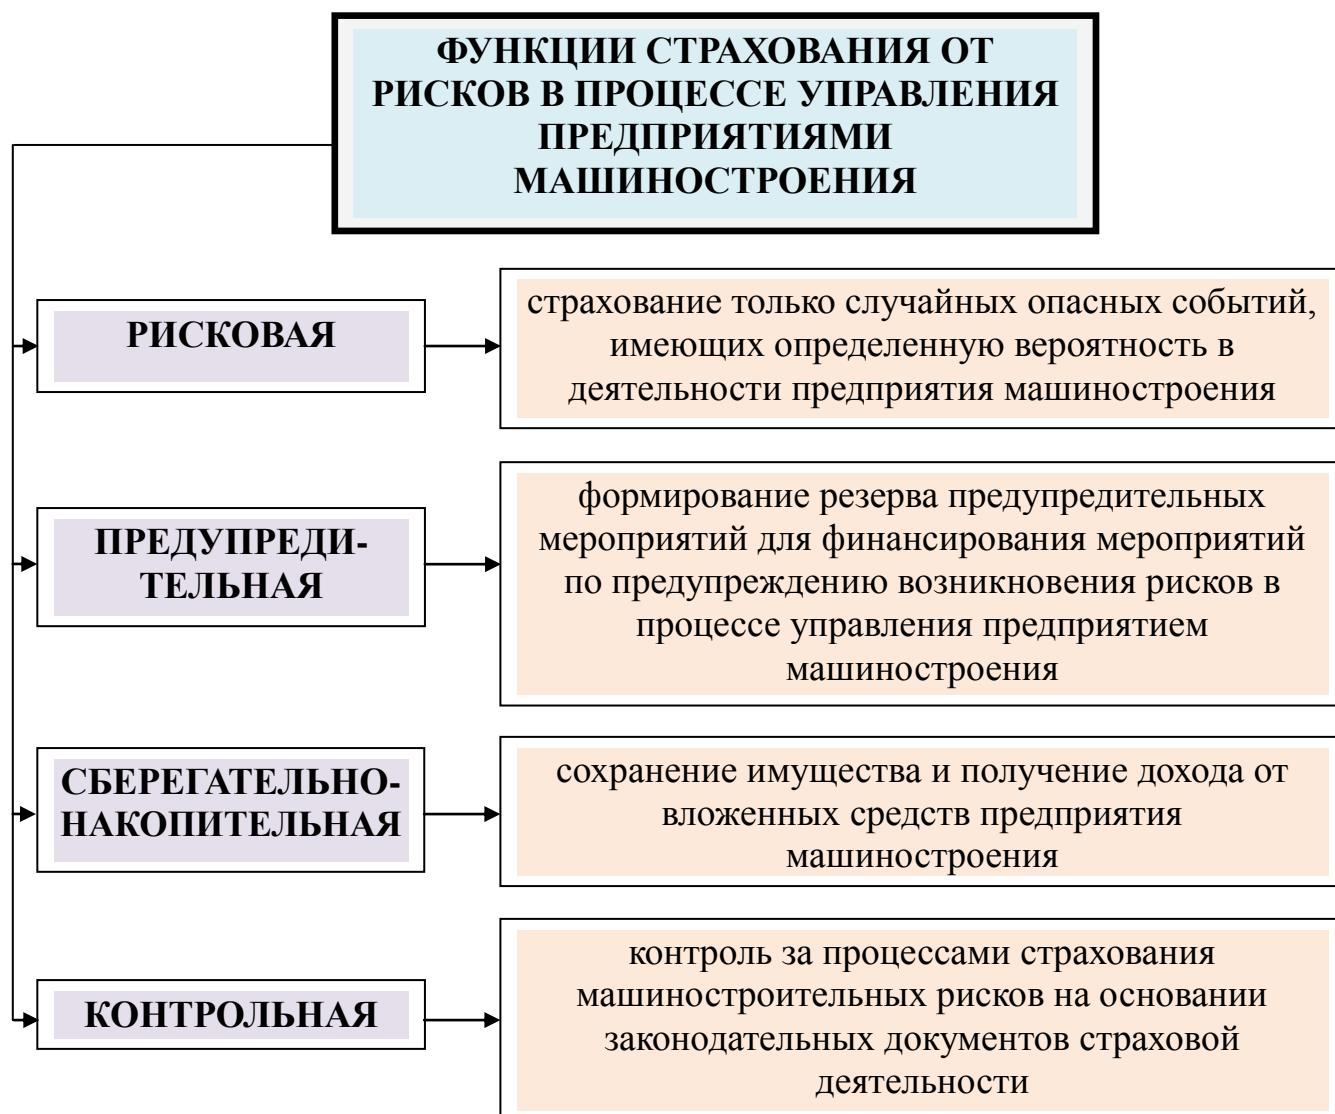 ФУНКЦИИ СТРАХОВАНИЯ ОТ
РИСКОВ В ПРОЦЕССЕ УПРАВЛЕНИЯ
ПРЕДПРИЯТИЯМИ
МАШИНОСТРОЕНИЯ
РИСКОВАЯ
страхование только случайных опасных событий,
имеющих определенную вероятность в
деятельности предприятия машиностроения
ПРЕДУПРЕДИ-
ТЕЛЬНАЯ
формирование резерва предупредительных
мероприятий для финансирования мероприятий
по предупреждению возникновения рисков в
процессе управления предприятием
машиностроения
СБЕРЕГАТЕЛЬНО-
НАКОПИТЕЛЬНАЯ
сохранение имущества и получение дохода от
вложенных средств предприятия
машиностроения
КОНТРОЛЬНАЯ
контроль за процессами страхования
машиностроительных рисков на основании
законодательных документов страховой
деятельности